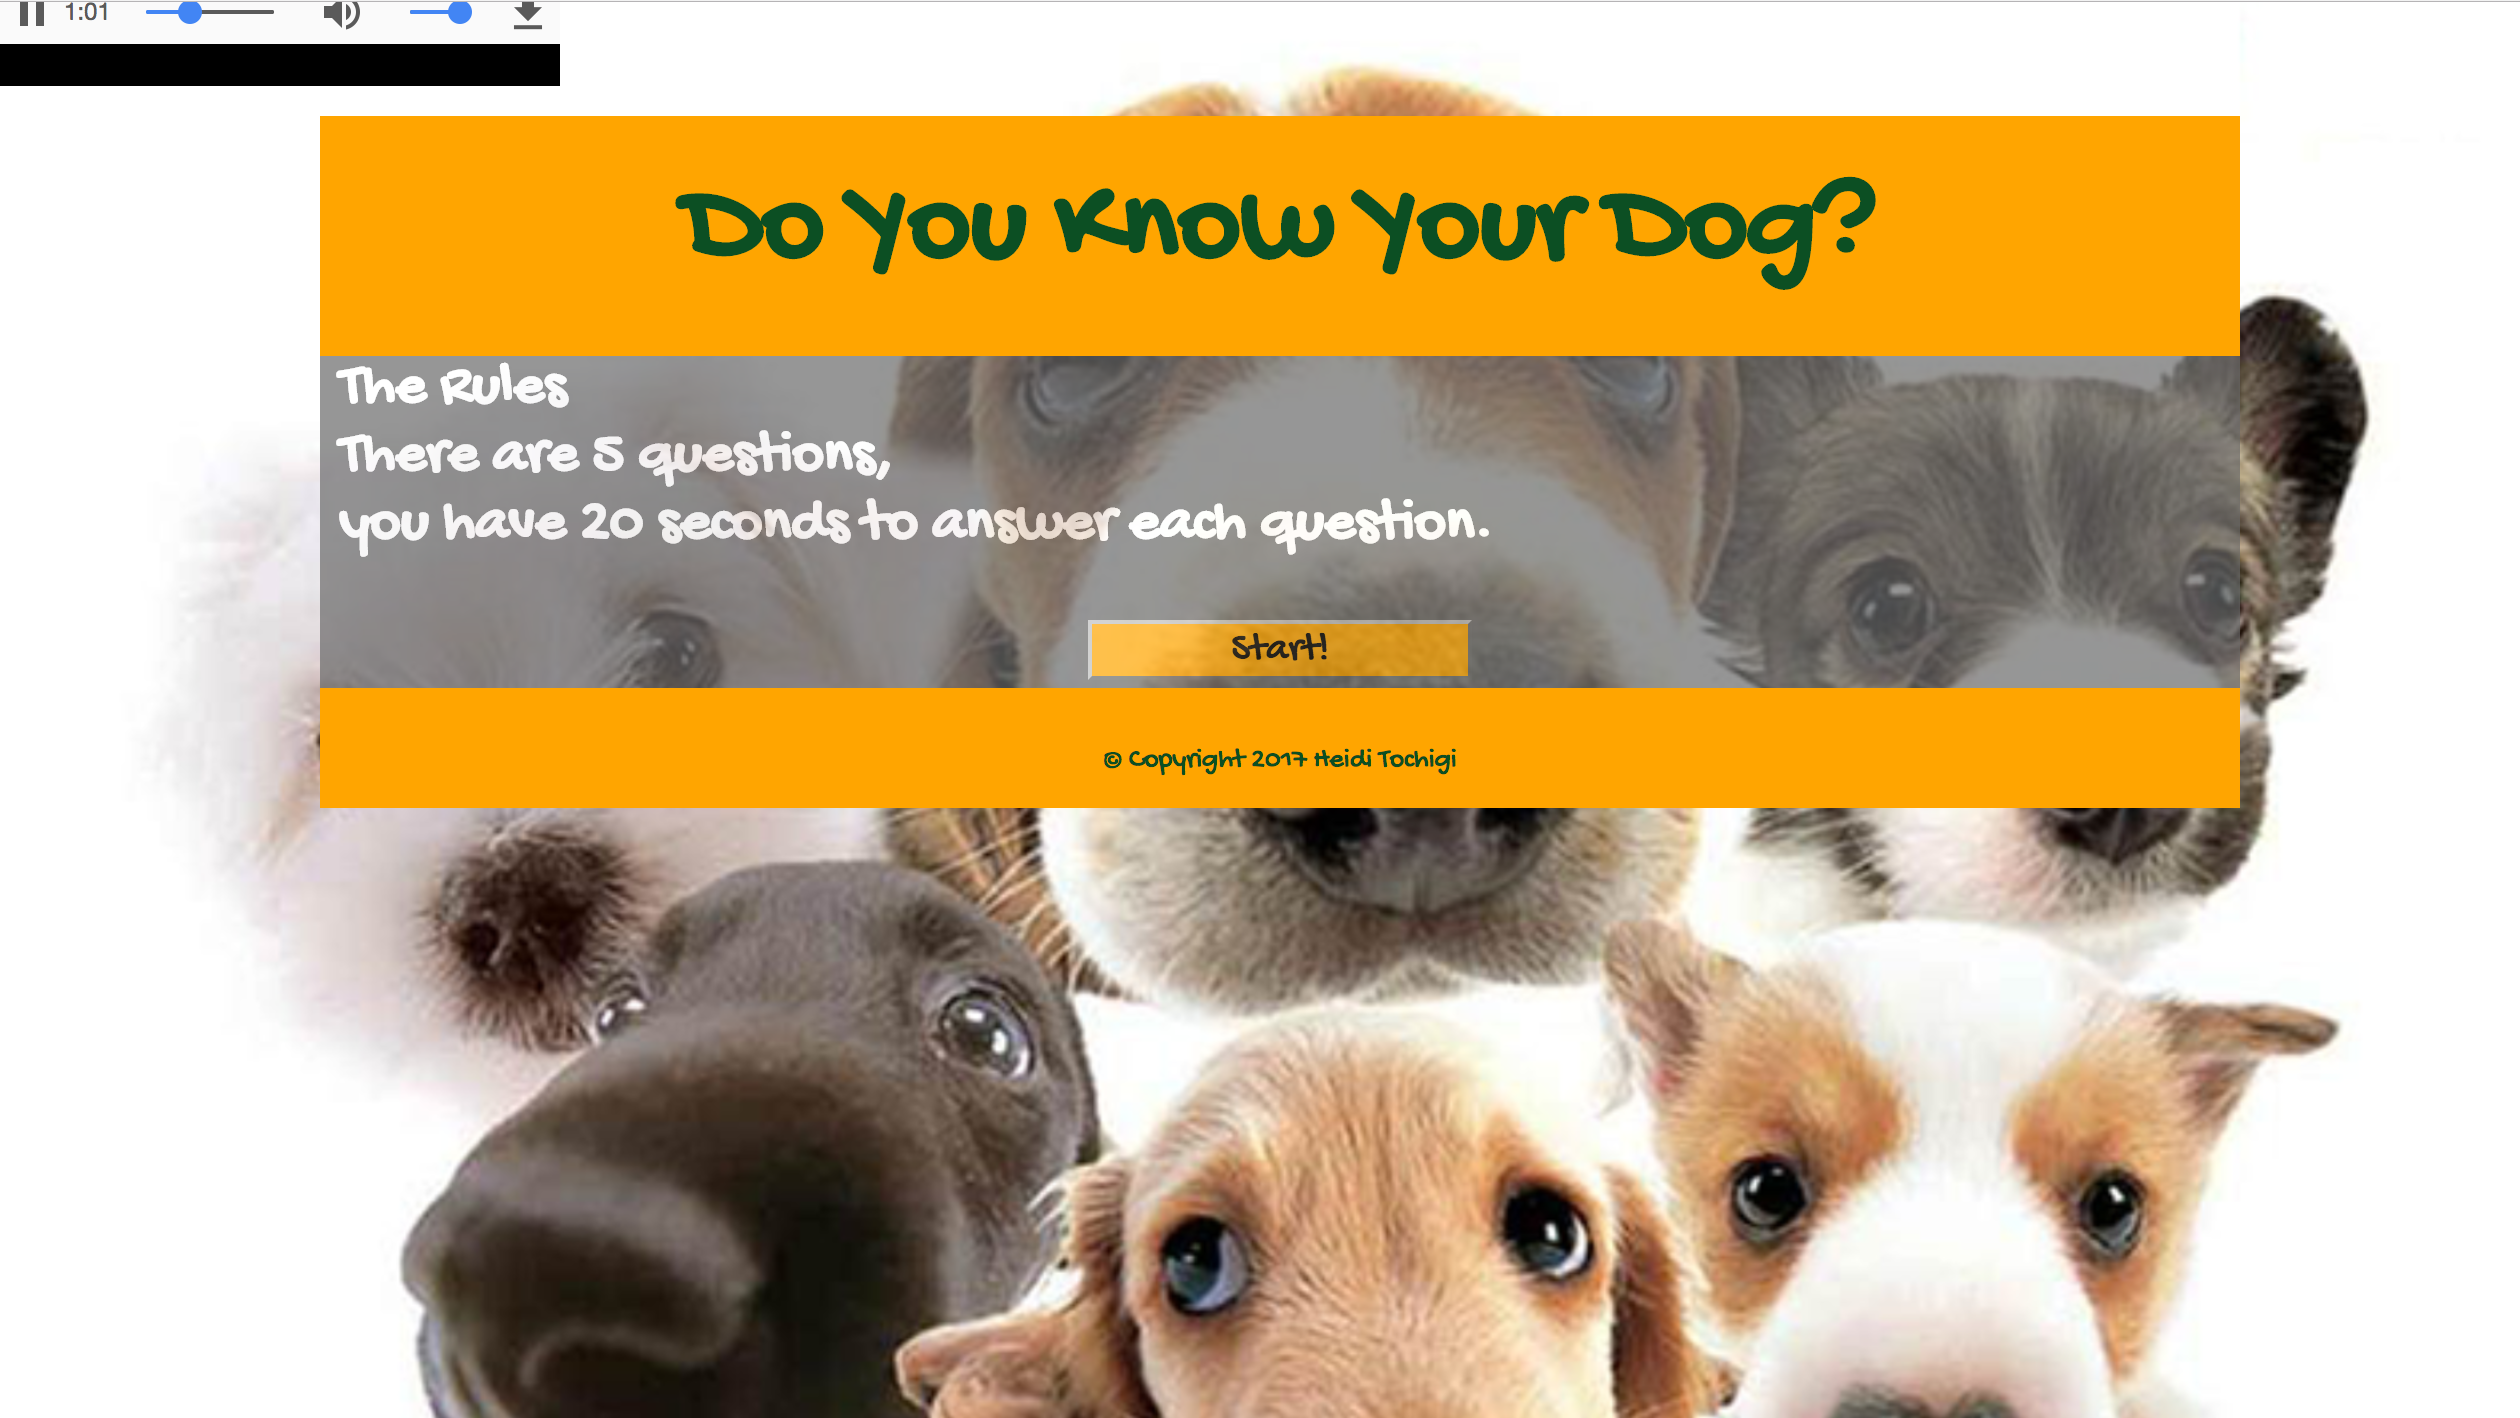 1:01
Do You Know Your Dog?
The Rules
There are 5 questions,
you have 20 seconds to answer each question.
Start!
© Copyright 2017 Heidi Tochigi